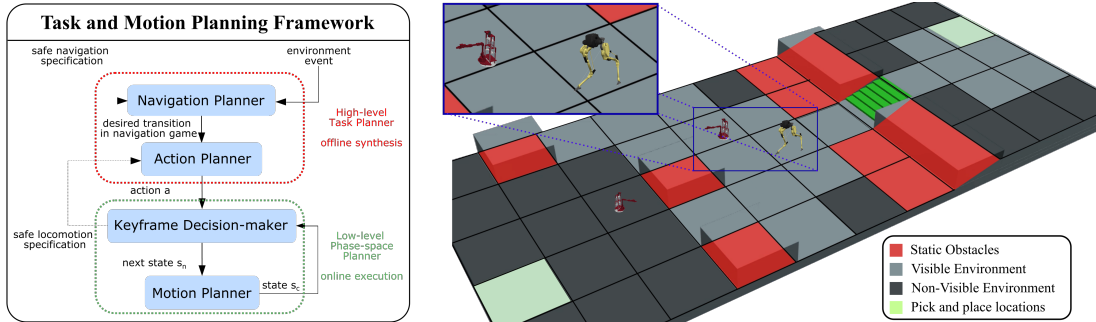 Task and Motion Planning Framework
safe navigation
specification
environment
event
Navigation Planner
desired transition
in navigation game
High-level
Task Planner
offline synthesis
Action Planner
action a
Keyframe Decision-maker
safe locomotion
specification
Low-level
Phase-space
Planner
online execution
next state sₙ
Motion Planner
state s꜀
Static Obstacles
Visible Environment
Non-Visible Environment
Pick and place locations